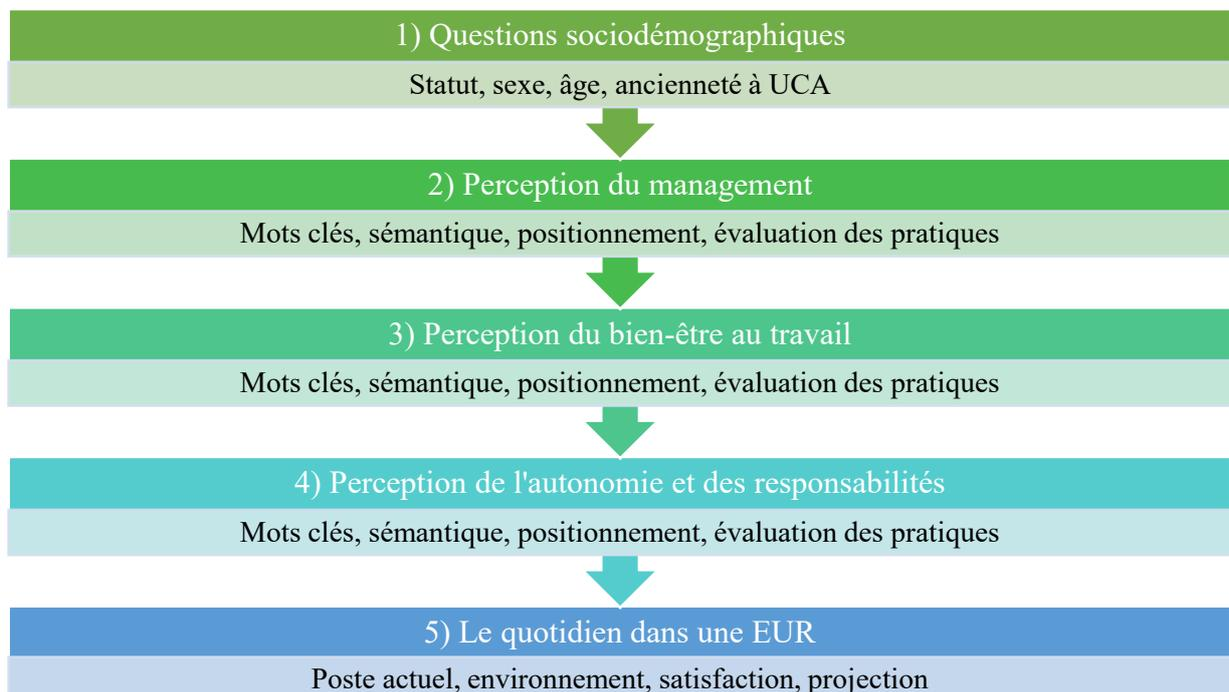 1) Questions sociodémographiques
Statut, sexe, âge, ancienneté à UCA
2) Perception du management
Mots clés, sémantique, positionnement, évaluation des pratiques
3) Perception du bien-être au travail
Mots clés, sémantique, positionnement, évaluation des pratiques
4) Perception de l'autonomie et des responsabilités
Mots clés, sémantique, positionnement, évaluation des pratiques
5) Le quotidien dans une EUR
Poste actuel, environnement, satisfaction, projection